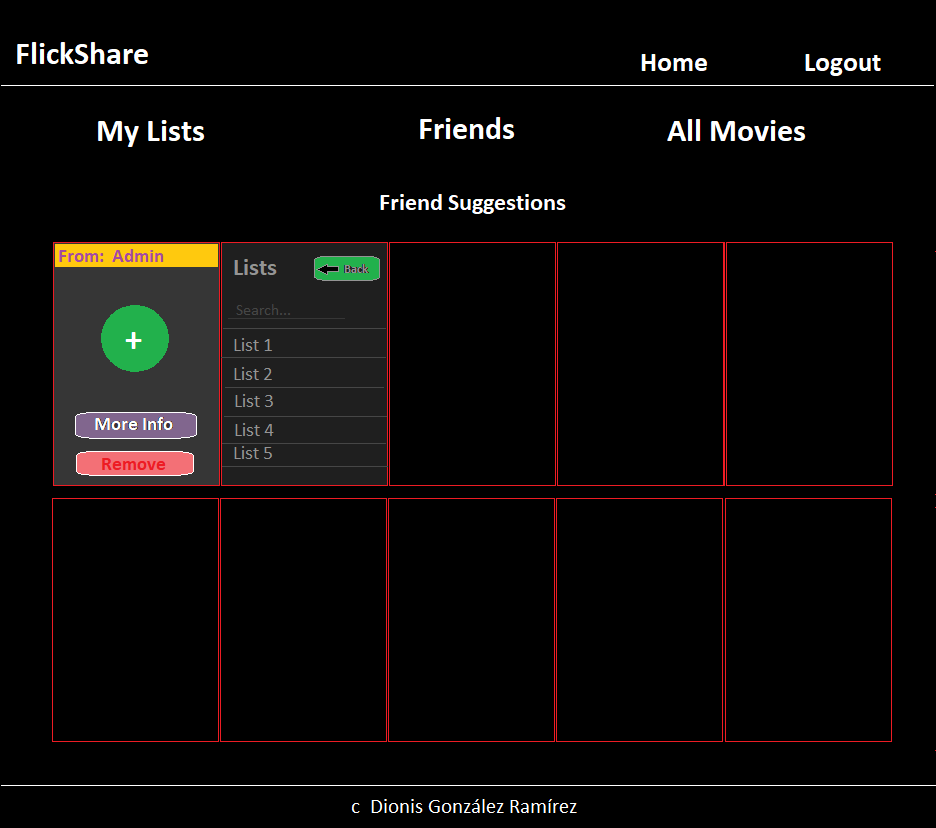 FlickShare
Home
Logout
My Lists
Friends
All Movies
Friend Suggestions
From: Admin
+
More Info
Remove
Lists
Back
Search...
List 1
List 2
List 3
List 4
List 5
c Dionis González Ramírez